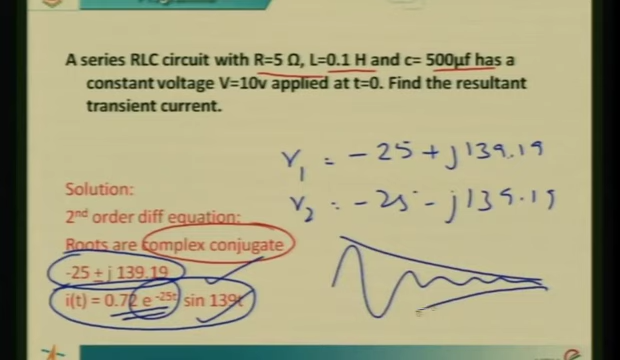 A series RLC circuit with R=5 Ω, L=0.1 H and c= 500μf has a
constant voltage V=10v applied at t=0. Find the resultant
transient current.
r₁ = -25 + j139.19
r₂ = -25 - j139.19
Solution:
2nd order diff equation:
Roots are complex conjugate
-25 + j 139.19
i(t) = 0.72 e -25t sin 139t